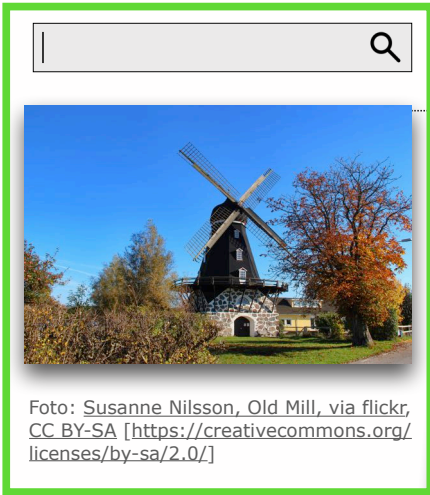 Foto: Susanne Nilsson, Old Mill, via flickr,
CC BY-SA [https://creativecommons.org/
licenses/by-sa/2.0/]